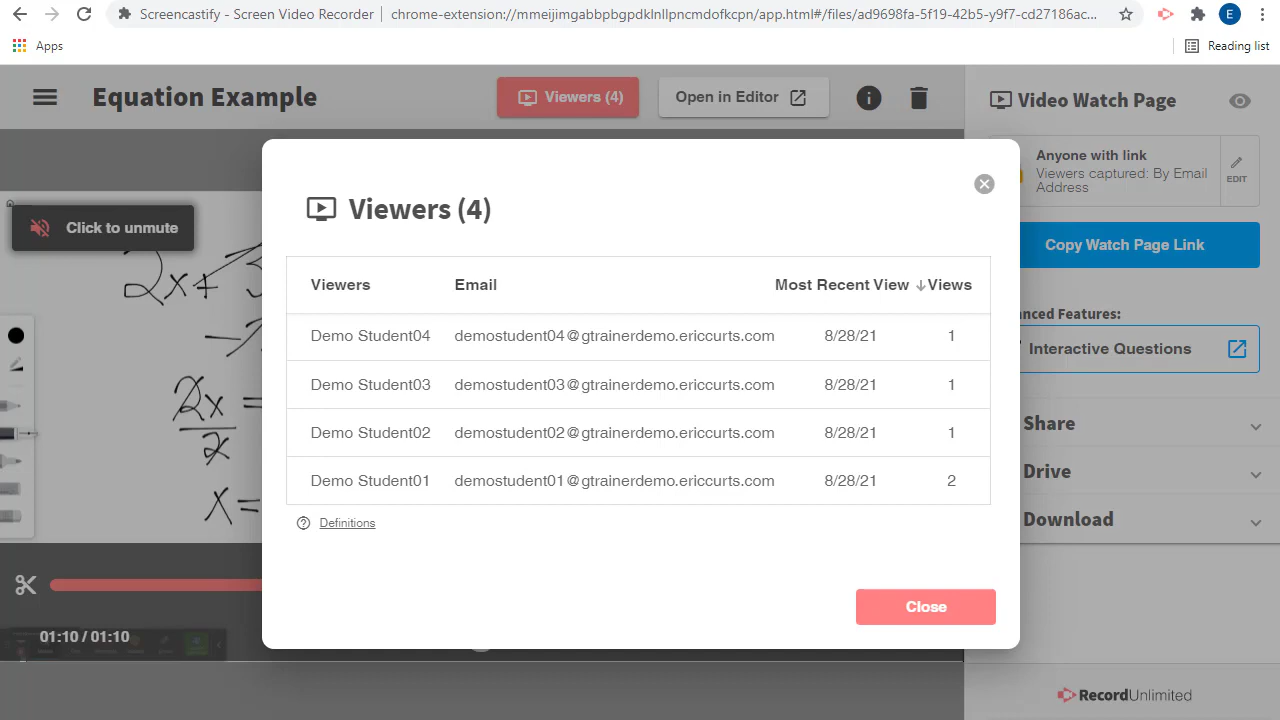 Screencastify - Screen Video Recorder | chrome-extension://mmeijimgabbpbgpdklnllpncmdofkcpn/app.html#/files/ad9698fa-5f19-42b5-y9f7-cd27186ac...
E
Apps
Reading list
Equation Example
Viewers (4)
Open in Editor
Video Watch Page
Anyone with link
Viewers captured: By Email
Address
EDIT
Click to unmute
Copy Watch Page Link
Viewers (4)
Viewers Email Most Recent View ↓Views
Demo Student04 demostudent04@gtrainerdemo.ericcurts.com 8/28/21 1
Demo Student03 demostudent03@gtrainerdemo.ericcurts.com 8/28/21 1
Demo Student02 demostudent02@gtrainerdemo.ericcurts.com 8/28/21 1
Demo Student01 demostudent01@gtrainerdemo.ericcurts.com 8/28/21 2
Definitions
Close
2x+
2x =
2
x=
nced Features:
Interactive Questions
Share
Drive
Download
01:10 / 01:10
RecordUnlimited